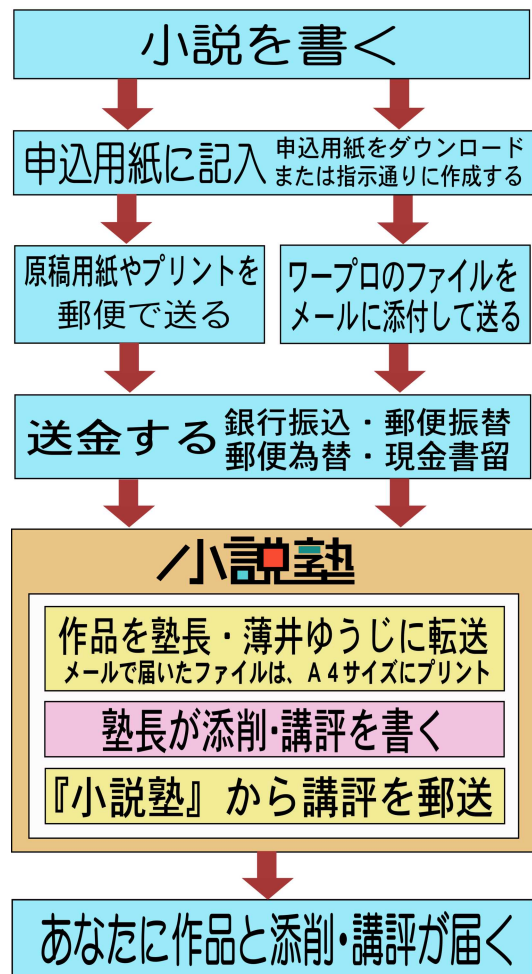 小説を書く
申込用紙に記入
申込用紙をダウンロード
または指示通りに作成する
原稿用紙やプリントを
郵便で送る
ワープロのファイルを
メールに添付して送る
送金する
銀行振込・郵便振替
郵便為替・現金書留
小説塾
作品を塾長・薄井ゆうじに転送
メールで届いたファイルは、A4サイズにプリント
塾長が添削・講評を書く
『小説塾』から講評を郵送
あなたに作品と添削・講評が届く